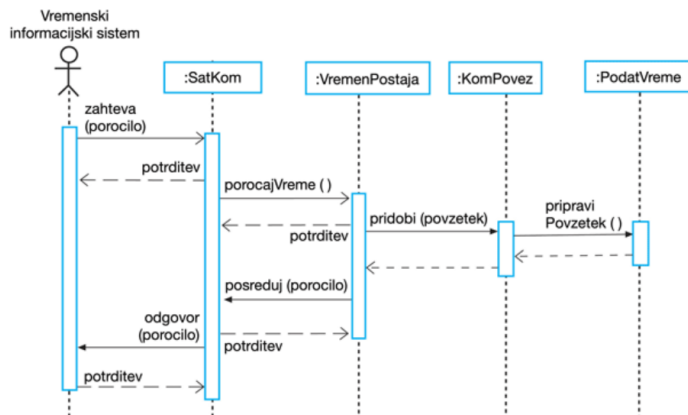 Vremenski
informacijski sistem
:SatKom
:VremenPostaja
:KomPovez
:PodatVreme
zahteva
(porocilo)
potrditev
porocajVreme ( )
potrditev
pridobi (povzetek)
pripravi
Povzetek ( )
posreduj (porocilo)
odgovor
(porocilo)
potrditev
potrditev